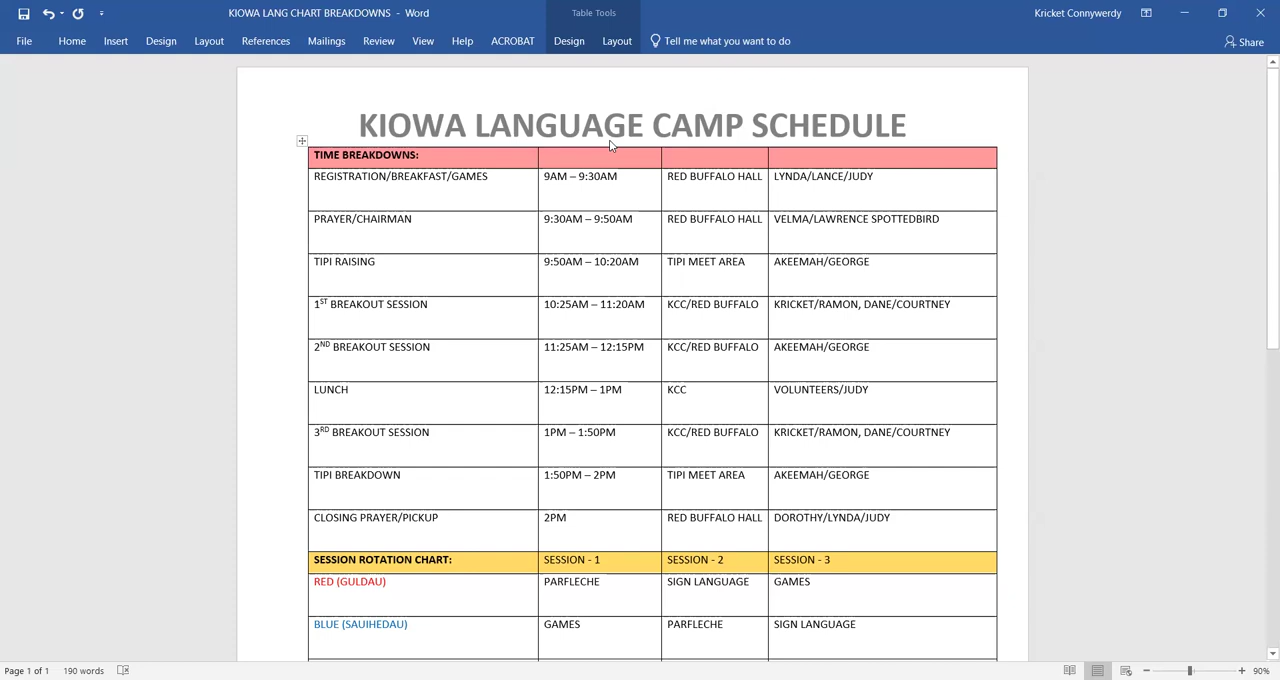 KIOWA LANG CHART BREAKDOWNS - Word
Table Tools
Kricket Connywerdy
File Home Insert Design Layout References Mailings Review View Help ACROBAT Design Layout Tell me what you want to do Share
KIOWA LANGUAGE CAMP SCHEDULE
TIME BREAKDOWNS:
REGISTRATION/BREAKFAST/GAMES 9AM – 9:30AM RED BUFFALO HALL LYNDA/LANCE/JUDY
PRAYER/CHAIRMAN 9:30AM – 9:50AM RED BUFFALO HALL VELMA/LAWRENCE SPOTTEDBIRD
TIPI RAISING 9:50AM – 10:20AM TIPI MEET AREA AKEEMAH/GEORGE
1ST BREAKOUT SESSION 10:25AM – 11:20AM KCC/RED BUFFALO KRICKET/RAMON, DANE/COURTNEY
2ND BREAKOUT SESSION 11:25AM – 12:15PM KCC/RED BUFFALO AKEEMAH/GEORGE
LUNCH 12:15PM – 1PM KCC VOLUNTEERS/JUDY
3RD BREAKOUT SESSION 1PM – 1:50PM KCC/RED BUFFALO KRICKET/RAMON, DANE/COURTNEY
TIPI BREAKDOWN 1:50PM – 2PM TIPI MEET AREA AKEEMAH/GEORGE
CLOSING PRAYER/PICKUP 2PM RED BUFFALO HALL DOROTHY/LYNDA/JUDY
SESSION ROTATION CHART: SESSION - 1 SESSION - 2 SESSION - 3
RED (GULDAU) PARFLECHE SIGN LANGUAGE GAMES
BLUE (SAUIHEDAU) GAMES PARFLECHE SIGN LANGUAGE
Page 1 of 1 190 words 90%